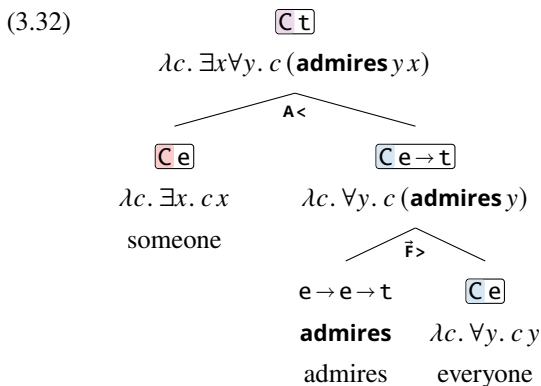 (3.32)
C t
λc. ∃x∀y. c (admires y x)
A <
C e
C e → t
λc. ∃x. c x
λc. ∀y. c (admires y)
someone
F⃗ >
e → e → t
C e
admires
λc. ∀y. c y
admires
everyone